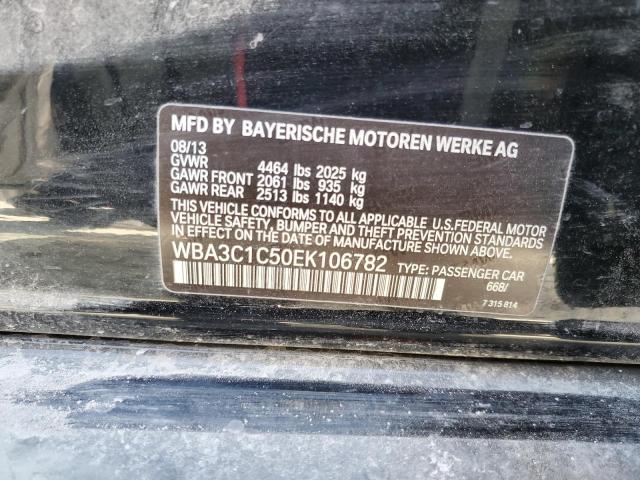 MFD BY BAYERISCHE MOTOREN WERKE AG
08/13
GVWR 4464 lbs 2025 kg
GAWR FRONT 2061 lbs 935 kg
GAWR REAR 2513 lbs 1140 kg
THIS VEHICLE CONFORMS TO ALL APPLICABLE U.S.FEDERAL MOTOR
VEHICLE SAFETY, BUMPER AND THEFT PREVENTION STANDARDS
IN EFFECT ON THE DATE OF MANUFACTURE SHOWN ABOVE.
WBA3C1C50EK106782 TYPE: PASSENGER CAR
668/
7 315 814